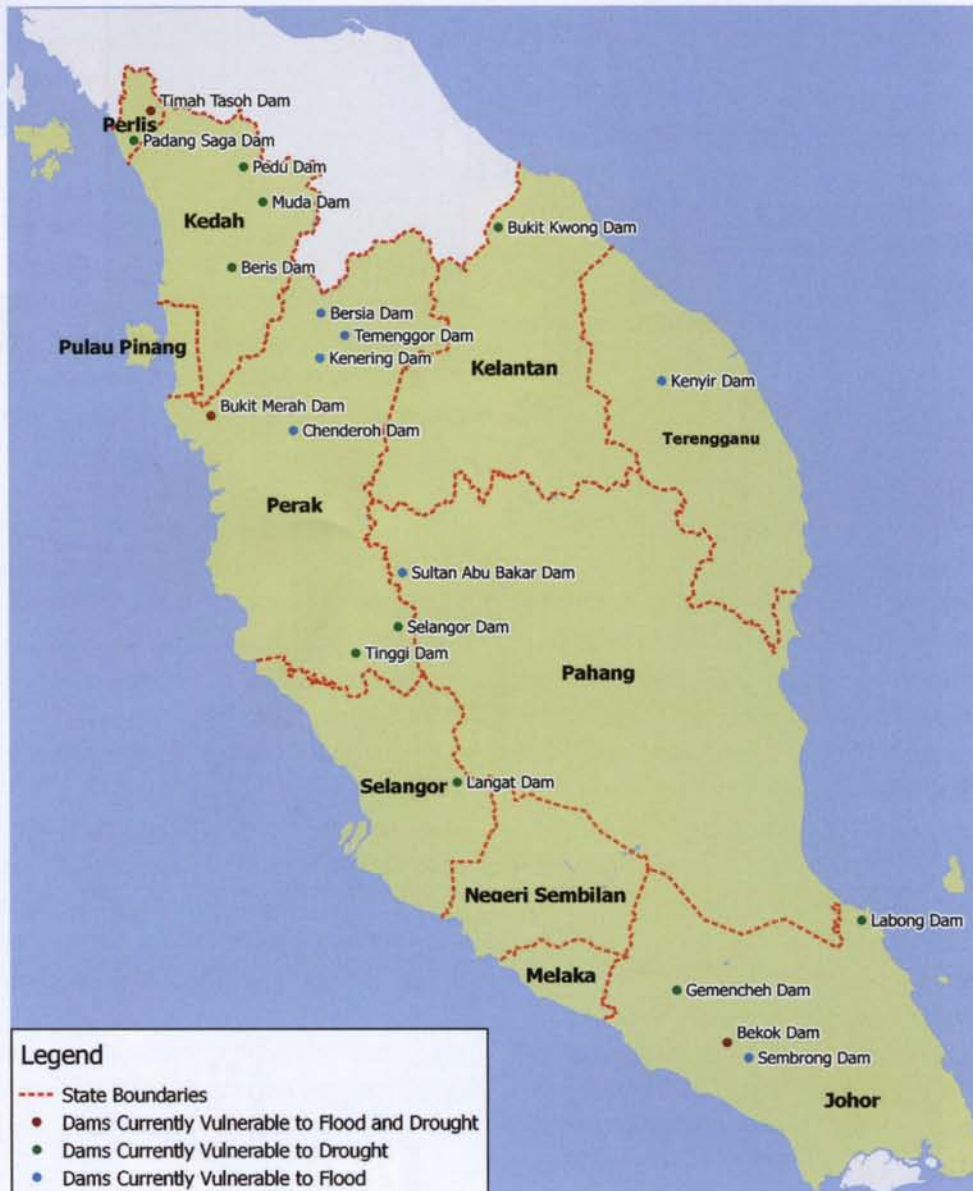 Timah Tasoh Dam
Perlis
Padang Saga Dam
Pedu Dam
Muda Dam
Kedah
Bukit Kwong Dam
Beris Dam
Bersia Dam
Temenggor Dam
Pulau Pinang
Kenering Dam
Kelantan
Kenyir Dam
Bukit Merah Dam
Chenderoh Dam
Terengganu
Perak
Sultan Abu Bakar Dam
Selangor Dam
Tinggi Dam
Pahang
Selangor
Langat Dam
Negeri Sembilan
Labong Dam
Melaka
Gemencheh Dam
Bekok Dam
Sembrong Dam
Johor
Legend
State Boundaries
Dams Currently Vulnerable to Flood and Drought
Dams Currently Vulnerable to Drought
Dams Currently Vulnerable to Flood